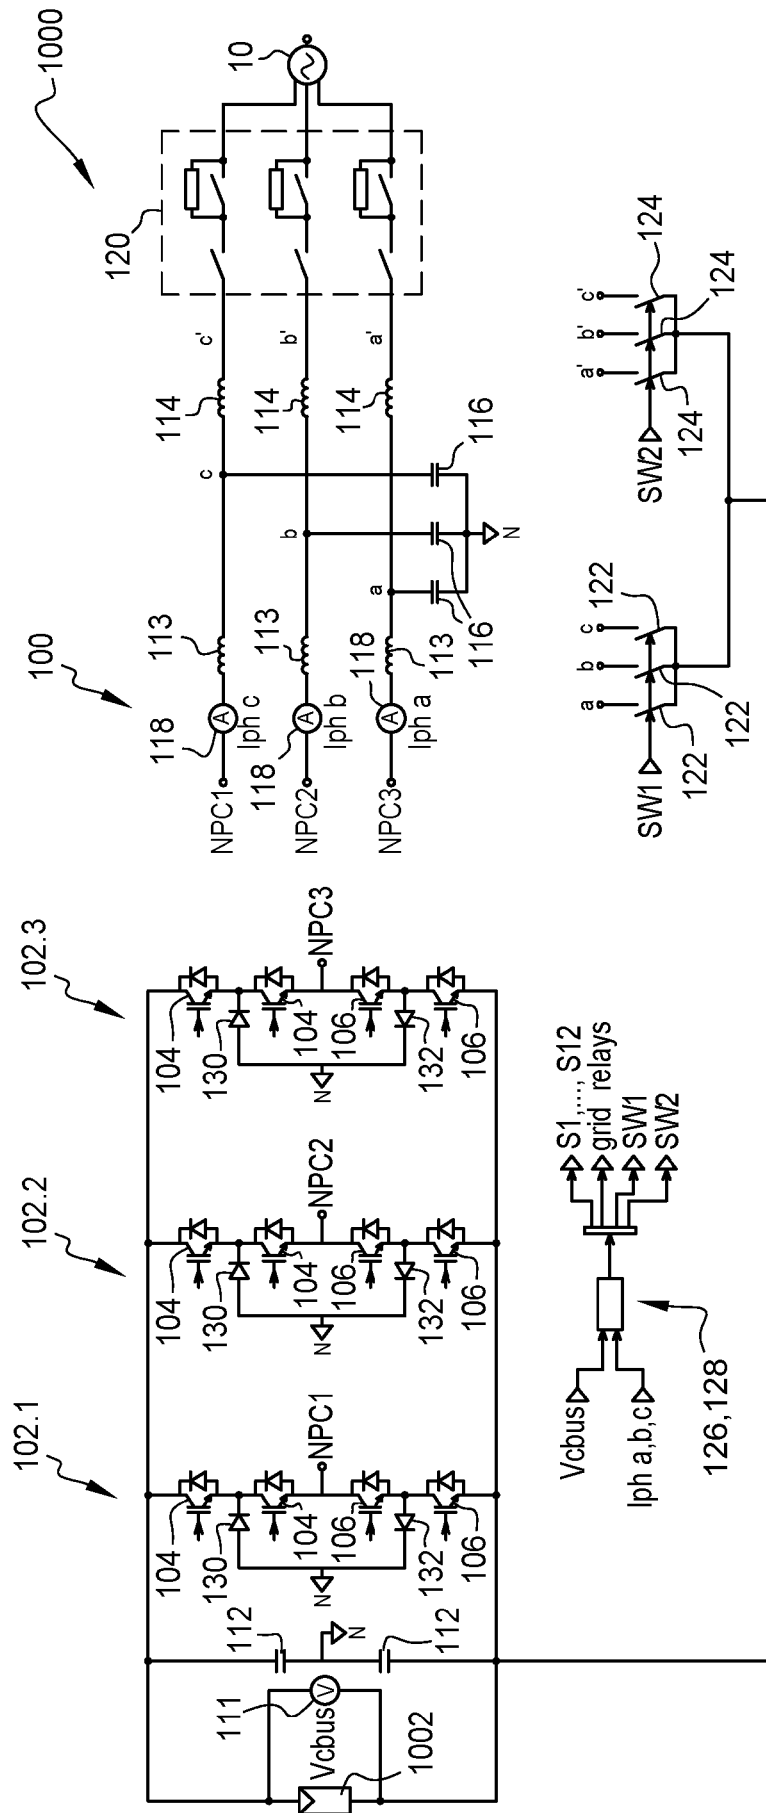 102.1
102.2
102.3
104
104
104
130
130
130
112
N
N
N
NPC1
NPC2
NPC3
104
104
104
111
Vcbus
N
106
106
106
1002
112
132
132
132
106
106
106
Vcbus
Iph a,b,c
126,128
S1,..., S12
grid relays
SW1
SW2
100
1000
118
113
114
120
10
NPC1
Iph c
c
c'
118
113
114
NPC2
Iph b
b
b'
118
114
NPC3
Iph a
113
a
a'
116
116
N
SW1
a
b
c
122
122
122
SW2
a'
b'
c'
124
124
124
A
A
A
V